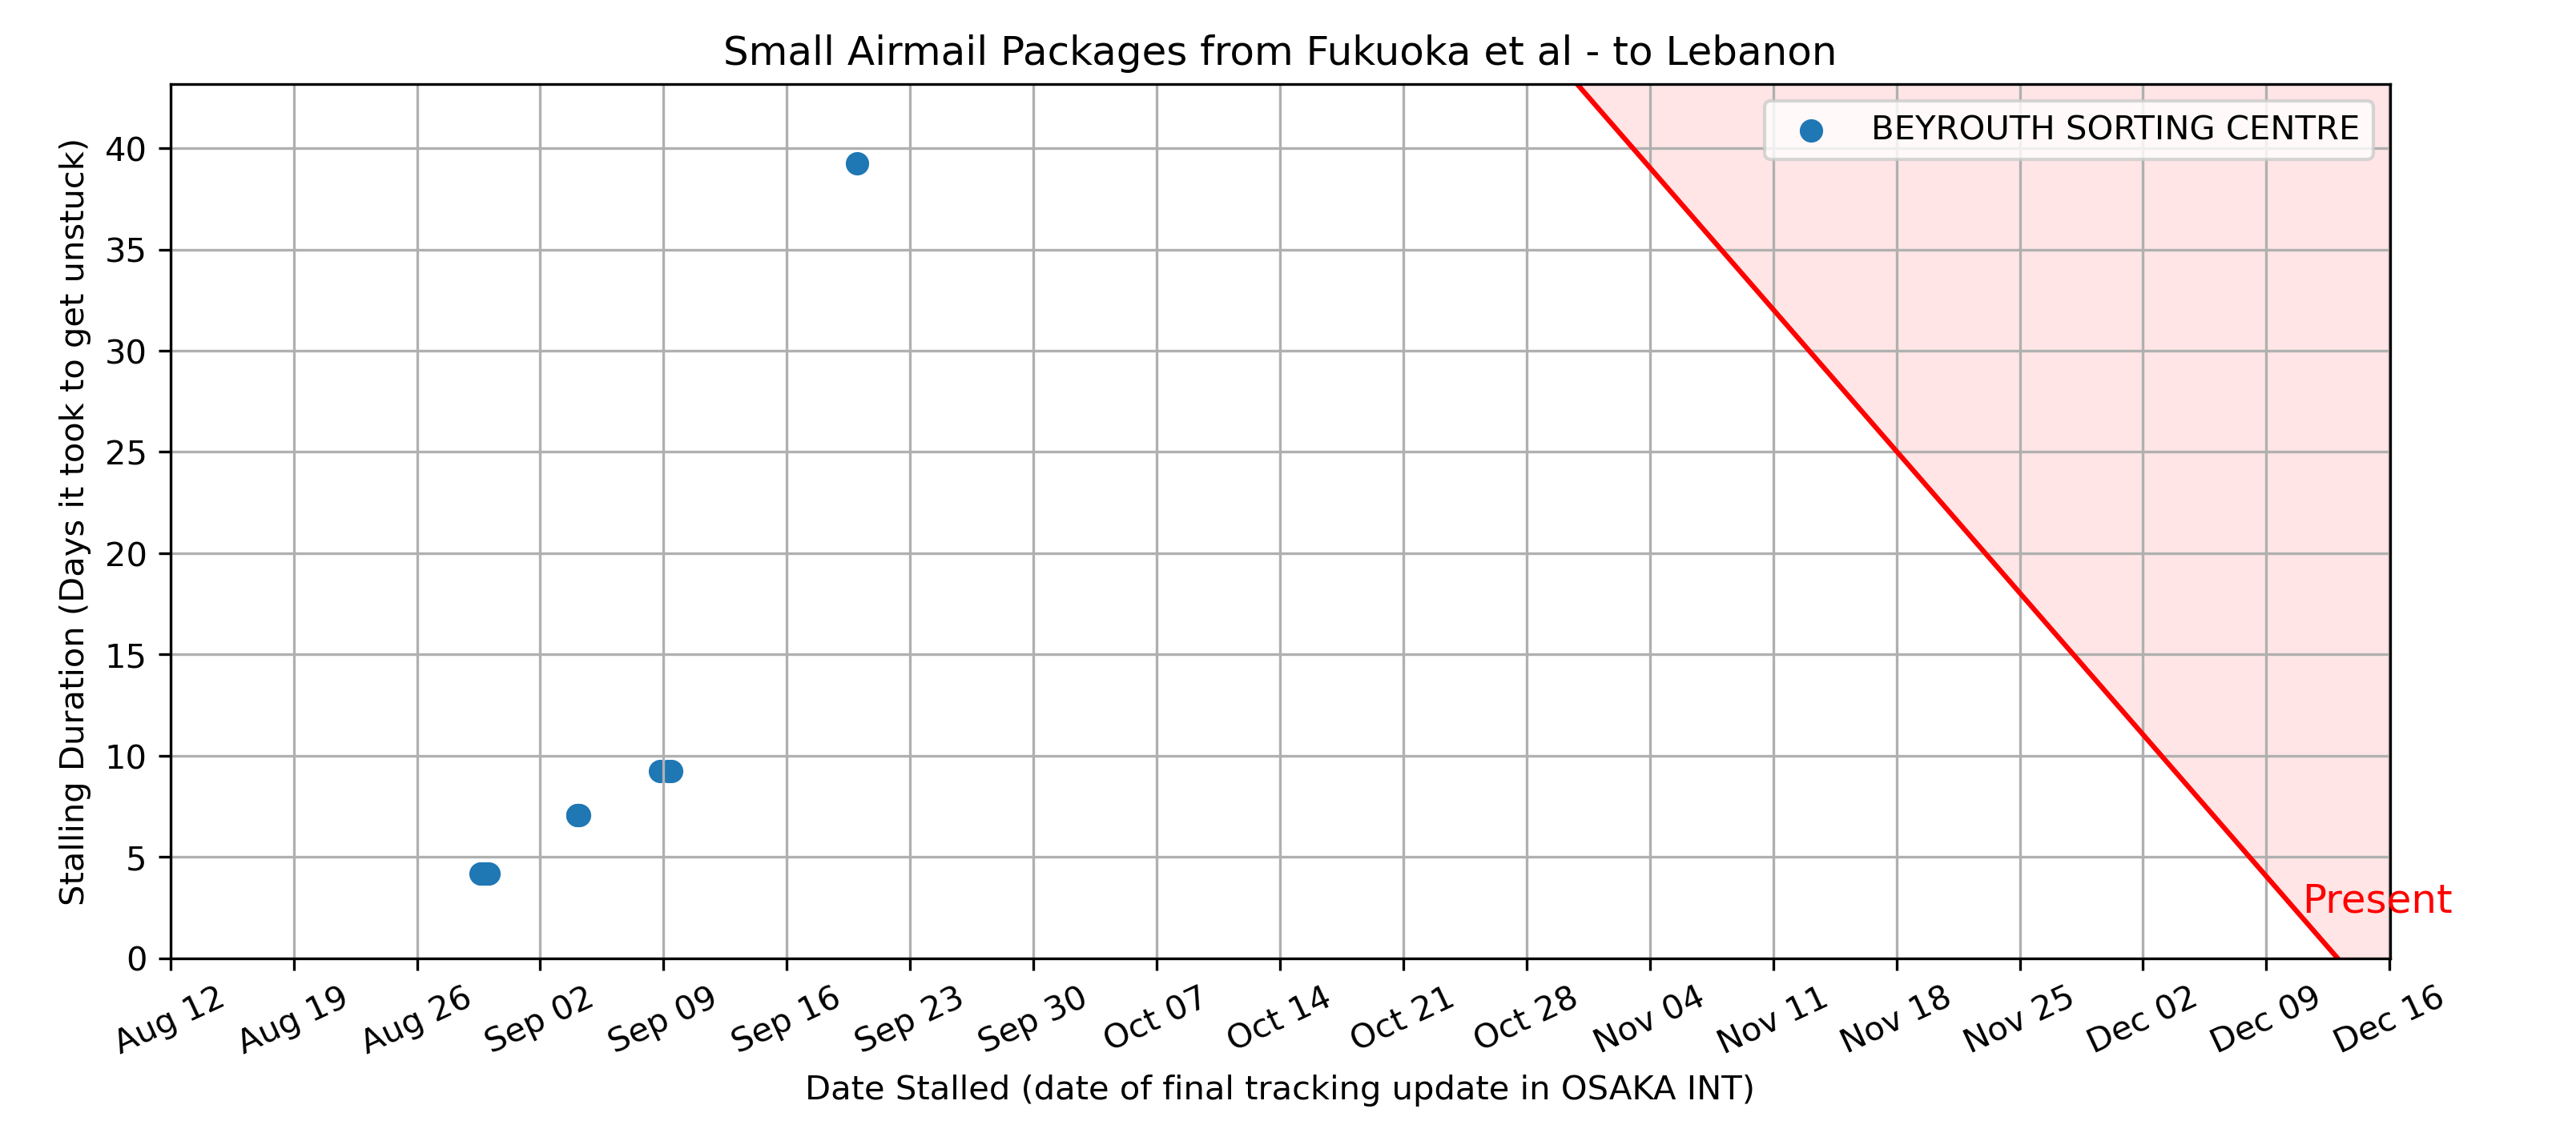 Small Airmail Packages from Fukuoka et al - to Lebanon
BEYROUTH SORTING CENTRE
Stalling Duration (Days it took to get unstuck)
40
35
30
25
20
15
10
5
0
Present
Aug 12
Aug 19
Aug 26
Sep 02
Sep 09
Sep 16
Sep 23
Sep 30
Oct 07
Oct 14
Oct 21
Oct 28
Nov 04
Nov 11
Nov 18
Nov 25
Dec 02
Dec 09
Dec 16
Date Stalled (date of final tracking update in OSAKA INT)